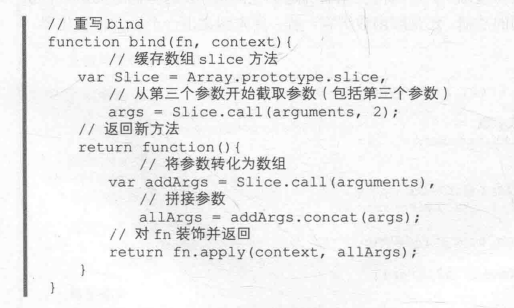 // 重写 bind
function bind(fn, context){
// 缓存数组 slice 方法
var Slice = Array.prototype.slice,
// 从第三个参数开始截取参数（包括第三个参数）
args = Slice.call(arguments, 2);
// 返回新方法
return function(){
// 将参数转化为数组
var addArgs = Slice.call(arguments),
// 拼接参数
allArgs = addArgs.concat(args);
// 对 fn 装饰并返回
return fn.apply(context, allArgs);
}
}